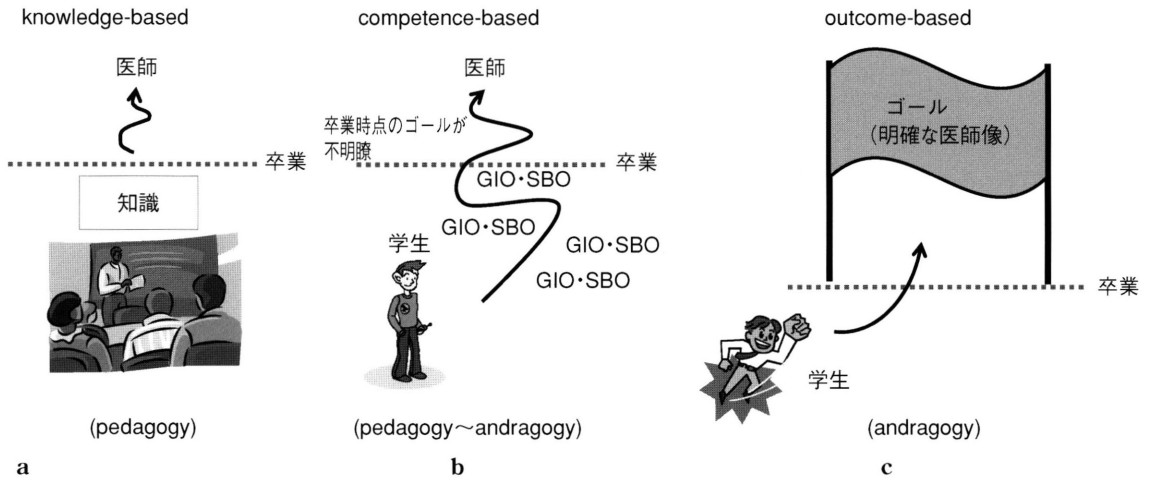 knowledge-based
医師
卒業
知識
(pedagogy)
a
competence-based
医師
卒業時点のゴールが
不明瞭
卒業
GIO・SBO
GIO・SBO
学生
GIO・SBO
GIO・SBO
(pedagogy～andragogy)
b
outcome-based
ゴール
（明確な医師像）
卒業
学生
(andragogy)
c